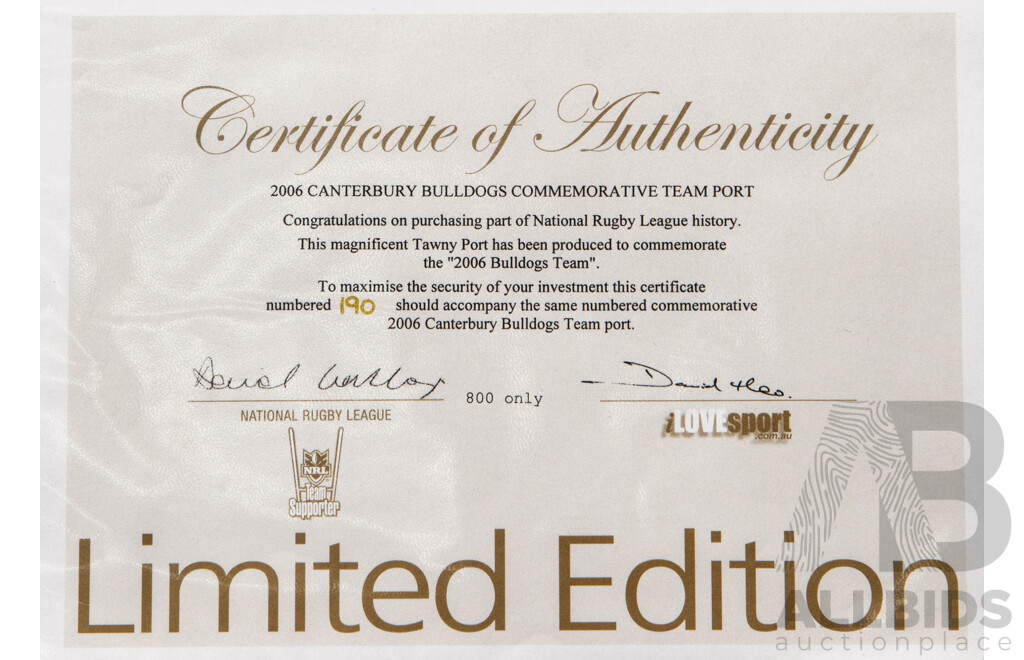 Certificate of Authenticity
2006 CANTERBURY BULLDOGS COMMEMORATIVE TEAM PORT
Congratulations on purchasing part of National Rugby League history.
This magnificent Tawny Port has been produced to commemorate
the "2006 Bulldogs Team".
To maximise the security of your investment this certificate
numbered 190 should accompany the same numbered commemorative
2006 Canterbury Bulldogs Team port.
David
800 only
NATIONAL RUGBY LEAGUE
iLOVEsport
.com.au
NRL
Team
Supporter
Limited Edition
AB
ALLBIDS
auctionplace